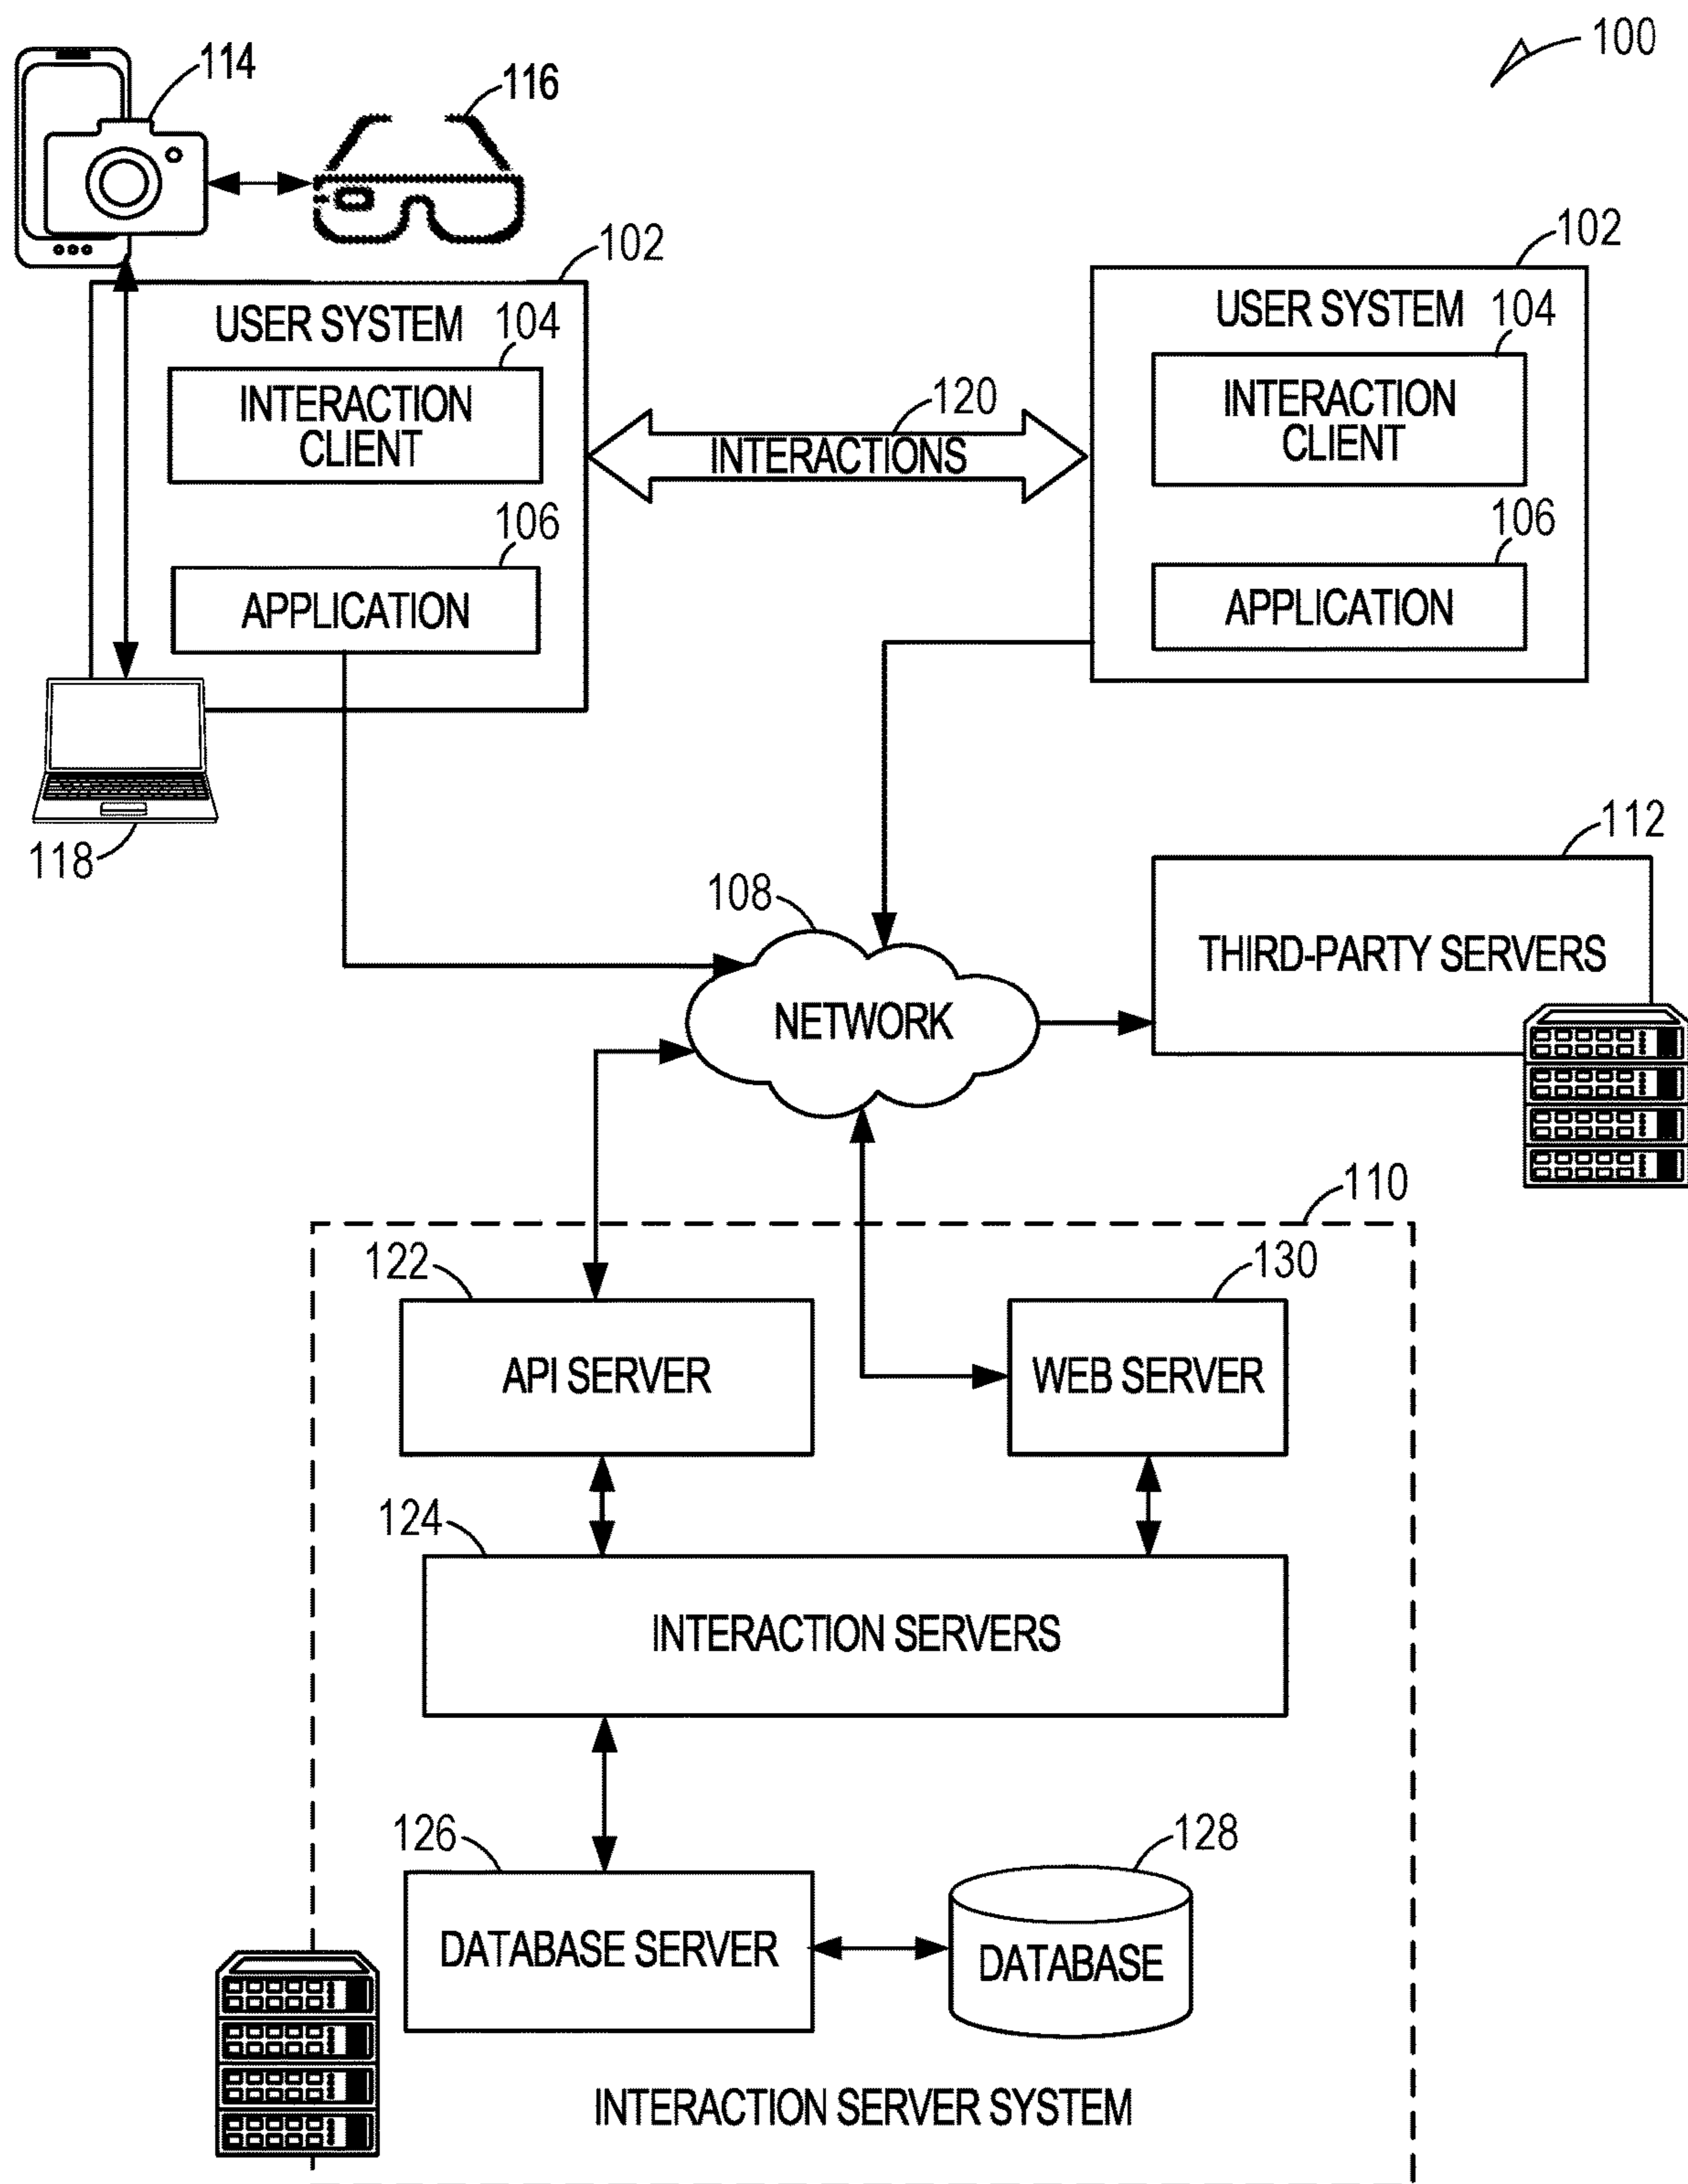 100
114
116
102
USER SYSTEM
104
INTERACTION
CLIENT
106
APPLICATION
118
120
INTERACTIONS
102
USER SYSTEM
104
INTERACTION
CLIENT
106
APPLICATION
108
NETWORK
112
THIRD-PARTY SERVERS
110
122
API SERVER
130
WEB SERVER
124
INTERACTION SERVERS
126
DATABASE SERVER
128
DATABASE
INTERACTION SERVER SYSTEM